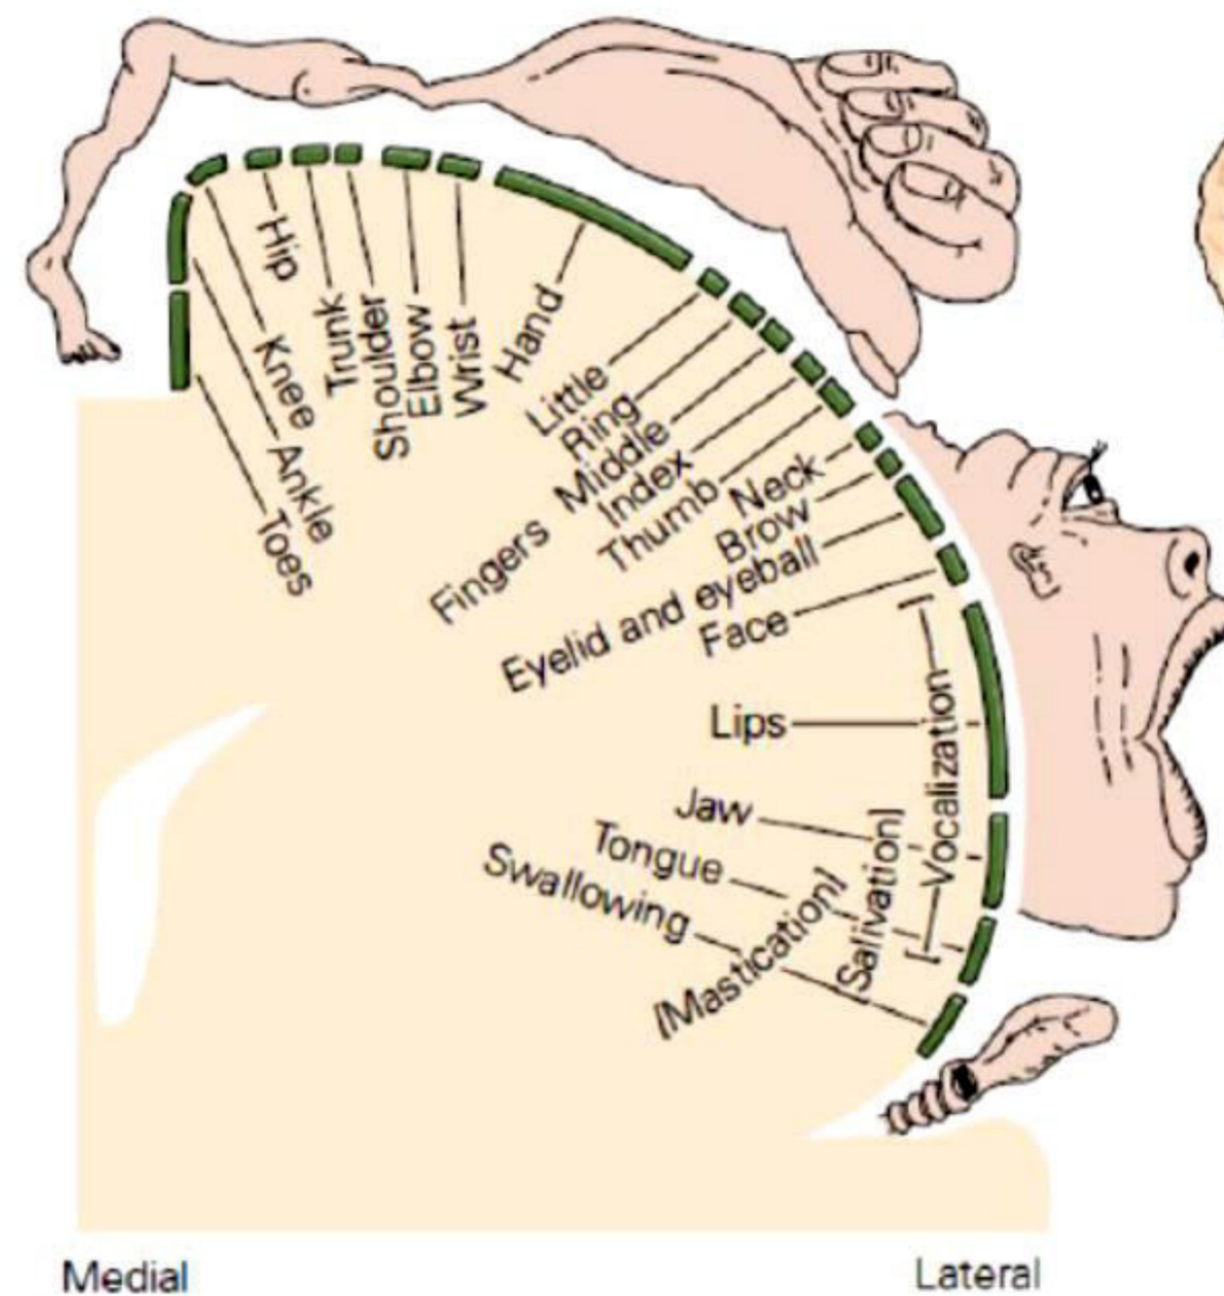 Toes
Ankle
Knee
Hip
Trunk
Shoulder
Elbow
Wrist
Hand
Little
Ring
Middle
Index
Thumb
Fingers
Neck
Brow
Eyelid and eyeball
Face
Lips
Jaw
Tongue
Swallowing
[Mastication]
[Salivation]
[Vocalization]
Medial
Lateral